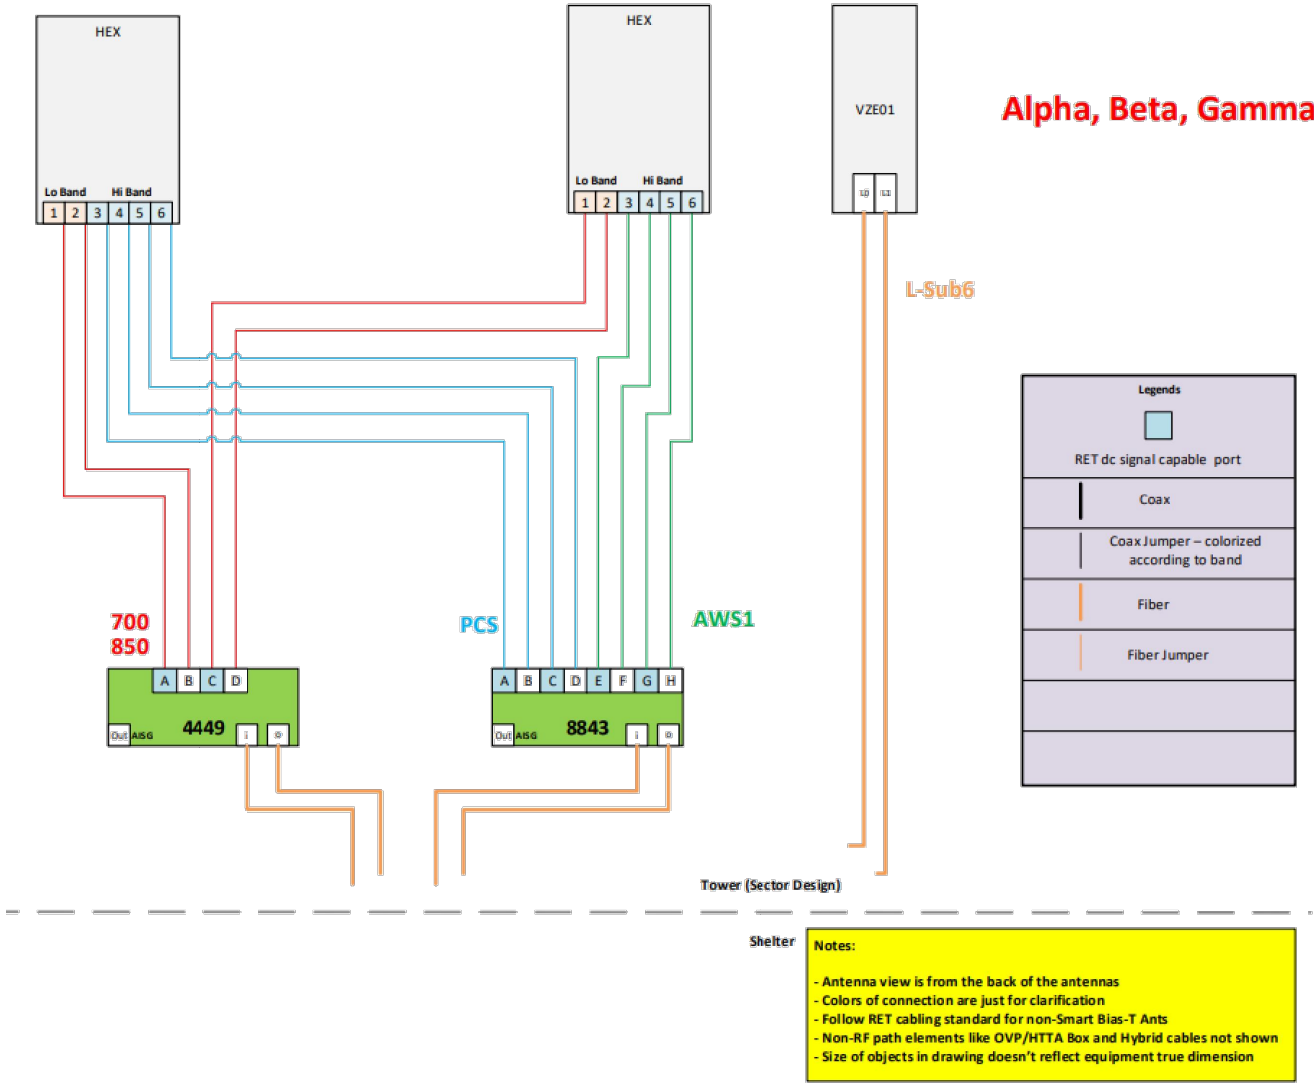 HEX
HEX
VZE01
Alpha, Beta, Gamma
Lo Band Hi Band
1 2 3 4 5 6
Lo Band Hi Band
1 2 3 4 5 6
L0 L1
L-Sub6
Legends
RET dc signal capable port
Coax
Coax Jumper – colorized
according to band
Fiber
Fiber Jumper
700
850
PCS
AWS1
A B C D
Out AISG 4449 i
A B C D E F G H
Out AISG 8843 i
Tower (Sector Design)
Shelter
Notes:
- Antenna view is from the back of the antennas
- Colors of connection are just for clarification
- Follow RET cabling standard for non-Smart Bias-T Ants
- Non-RF path elements like OVP/HTTA Box and Hybrid cables not shown
- Size of objects in drawing doesn't reflect equipment true dimension